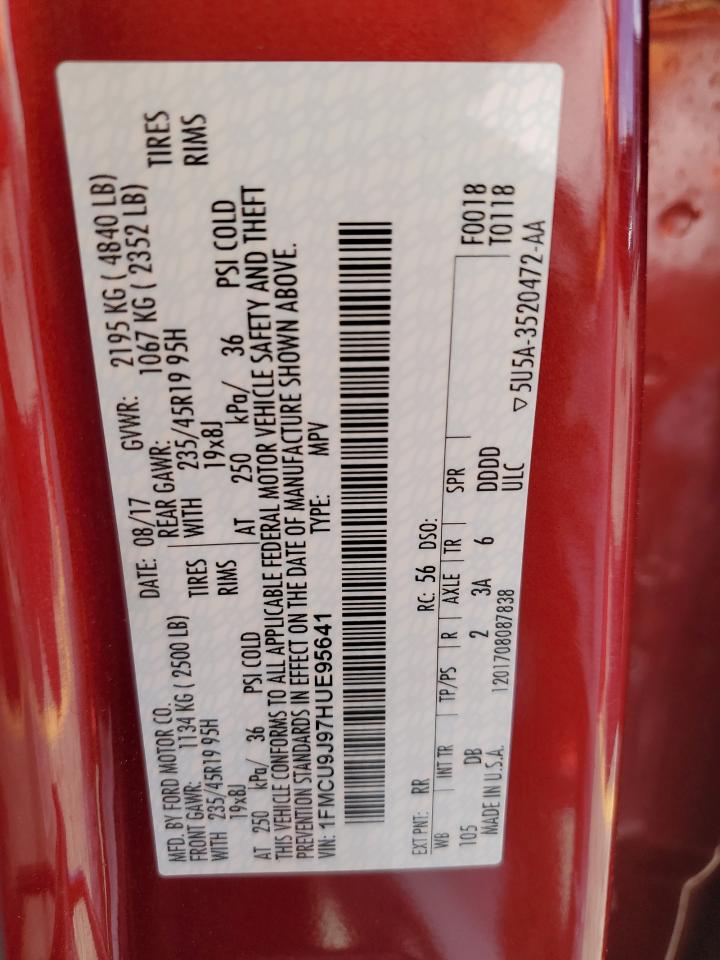 MFD. BY FORD MOTOR CO.
DATE: 08/17 GVWR: 2195 KG ( 4840 LB)
FRONT GAWR: 1134 KG ( 2500 LB) REAR GAWR: 1067 KG ( 2352 LB)
WITH 235/45R19 95H TIRES WITH 235/45R19 95H TIRES
19x8J RIMS 19x8J RIMS
AT 250 kPa/ 36 PSI COLD AT 250 kPa/ 36 PSI COLD
THIS VEHICLE CONFORMS TO ALL APPLICABLE FEDERAL MOTOR VEHICLE SAFETY AND THEFT
PREVENTION STANDARDS IN EFFECT ON THE DATE OF MANUFACTURE SHOWN ABOVE.
VIN: 1FMCU9J97HUE95641 TYPE: MPV
EXT PNT: RR RC: 56 DSO:
WB INT TR TP/PS R AXLE TR SPR F0018
105 DB 2 3A 6 DDDD T0118
MADE IN U.S.A. 1201708087838 ULC
▽ 5U5A-3520472-AA